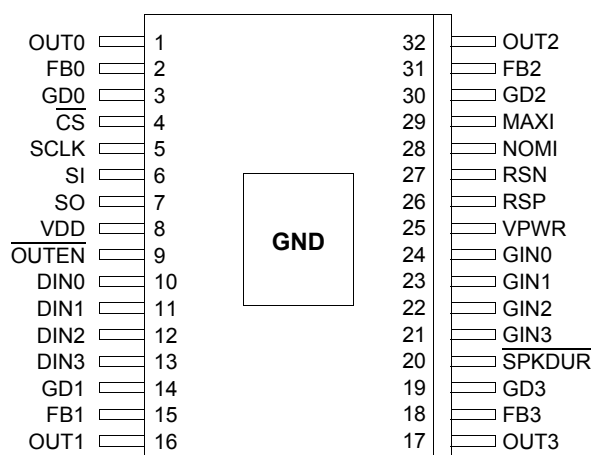 OUT0 1 32 OUT2
FB0 2 31 FB2
GD0 3 30 GD2
C̅S̅ 4 29 MAXI
SCLK 5 28 NOMI
SI 6 27 RSN
SO 7 26 RSP
VDD 8 25 VPWR
GND
O̅U̅T̅E̅N̅ 9 24 GIN0
DIN0 10 23 GIN1
DIN1 11 22 GIN2
DIN2 12 21 GIN3
DIN3 13 20 S̅P̅K̅D̅U̅R̅
GD1 14 19 GD3
FB1 15 18 FB3
OUT1 16 17 OUT3